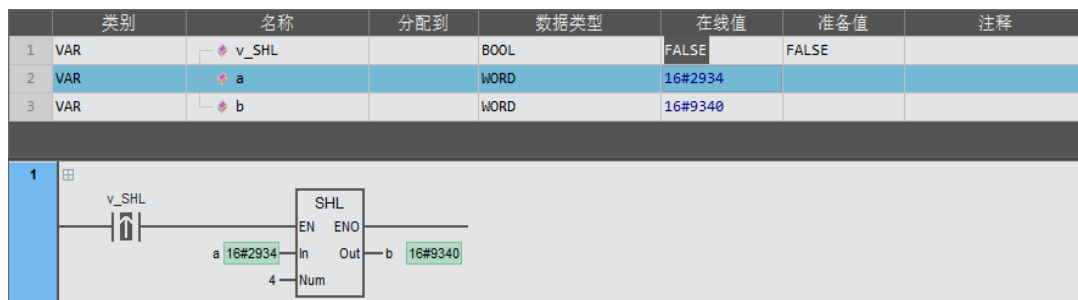 类别 名称 分配到 数据类型 在线值 准备值 注释
1 VAR v_SHL BOOL FALSE FALSE
2 VAR a WORD 16#2934
3 VAR b WORD 16#9340
1
v_SHL
SHL
EN ENO
a 16#2934 In Out b 16#9340
4 Num